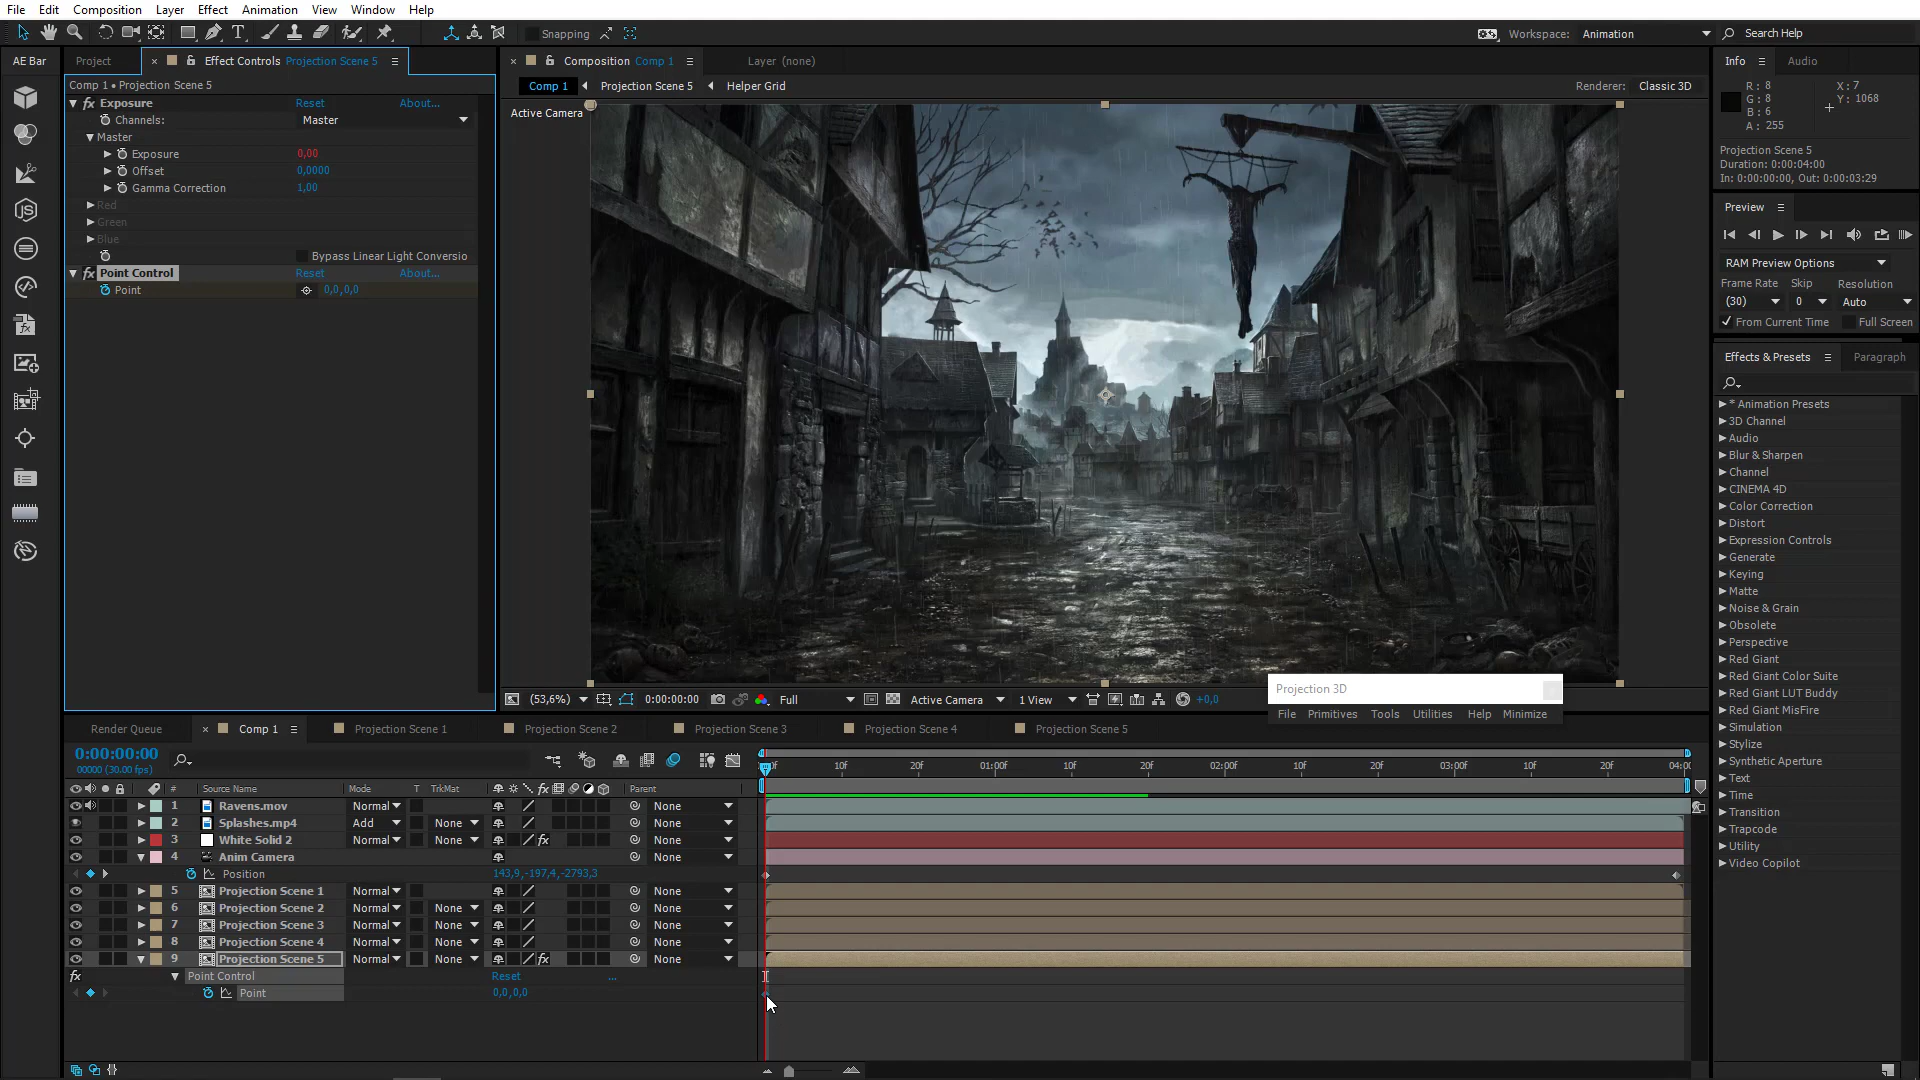 File Edit Composition Layer Effect Animation View Window Help
Snapping
Workspace: Animation
Search Help
AE Bar
Project
Effect Controls Projection Scene 5
Comp 1 • Projection Scene 5
Exposure Reset About...
Channels: Master
Master
Exposure 0,00
Offset 0,0000
Gamma Correction 1,00
Red
Green
Blue
Bypass Linear Light Conversio
Point Control Reset About...
Point 0,0,0,0
Composition Comp 1
Layer (none)
Comp 1 Projection Scene 5 Helper Grid
Renderer: Classic 3D
Active Camera
(53,6%) 0:00:00:00 Full Active Camera 1 View +0,0
Projection 3D
File Primitives Tools Utilities Help Minimize
Info Audio
R : 8
G : 8
B : 6
A : 255
X : 7
Y : 1068
Projection Scene 5
Duration: 0:00:04:00
In: 0:00:00:00, Out: 0:00:03:29
Preview
RAM Preview Options
Frame Rate Skip Resolution
(30) 0 Auto
From Current Time Full Screen
Effects & Presets Paragraph
* Animation Presets
3D Channel
Audio
Blur & Sharpen
Channel
CINEMA 4D
Color Correction
Distort
Expression Controls
Generate
Keying
Matte
Noise & Grain
Obsolete
Perspective
Red Giant
Red Giant Color Suite
Red Giant LUT Buddy
Red Giant MisFire
Simulation
Stylize
Synthetic Aperture
Text
Time
Transition
Trapcode
Utility
Video Copilot
Render Queue Comp 1 Projection Scene 1 Projection Scene 2 Projection Scene 3 Projection Scene 4 Projection Scene 5
0:00:00:00
00000 (30.00 fps)
10f 20f 01:00f 10f 20f 02:00f 10f 20f 03:00f 10f 20f 04:00
# Source Name Mode T TrkMat Parent
1 Ravens.mov Normal None
2 Splashes.mp4 Add None None
3 White Solid 2 Normal None fx None
4 Anim Camera None
Position 143,9,-197,4,-2793,3
5 Projection Scene 1 Normal None
6 Projection Scene 2 Normal None None
7 Projection Scene 3 Normal None None
8 Projection Scene 4 Normal None None
9 Projection Scene 5 Normal None fx None
fx Point Control Reset ...
Point 0,0,0,0